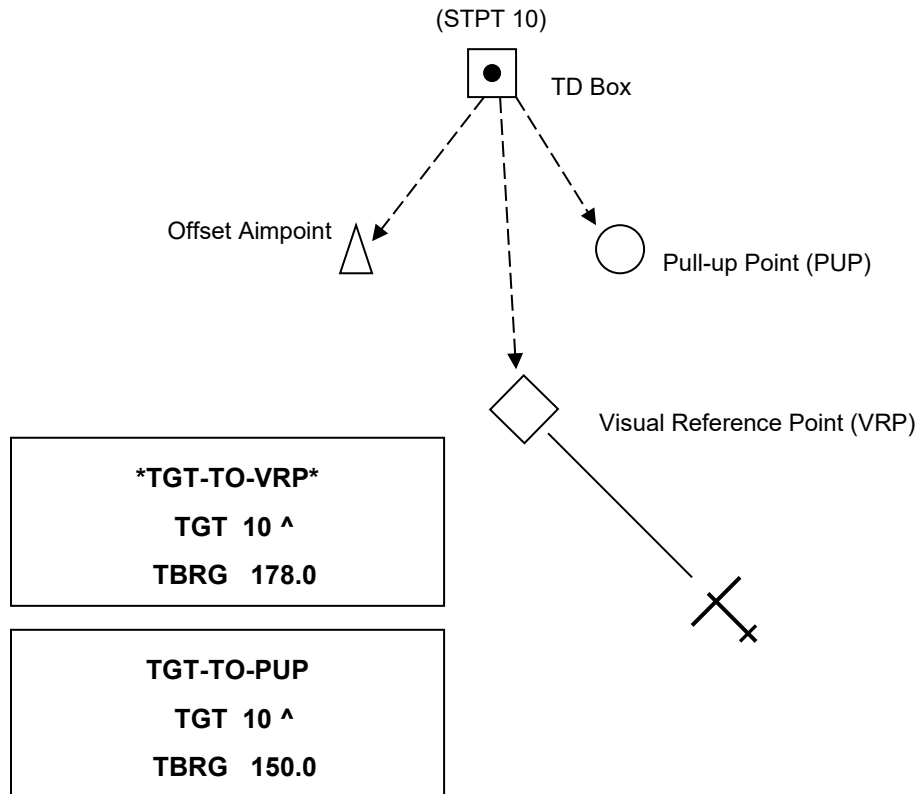 (STPT 10)
TD Box
Offset Aimpoint
Pull-up Point (PUP)
Visual Reference Point (VRP)
*TGT-TO-VRP*
TGT 10 ^
TBRG 178.0
TGT-TO-PUP
TGT 10 ^
TBRG 150.0